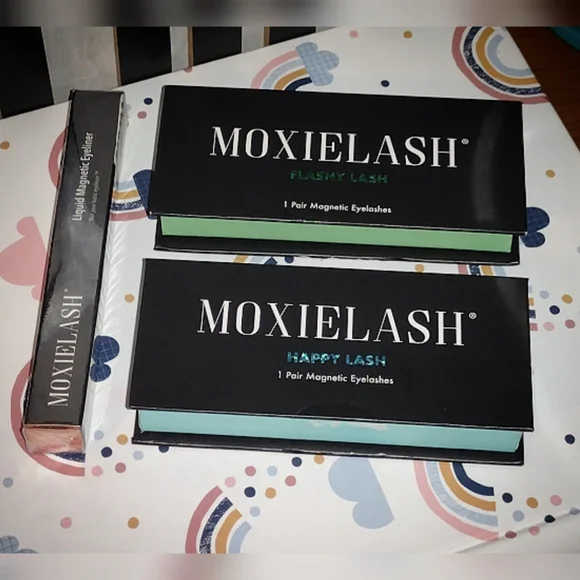 MOXIELASH®
Liquid Magnetic Eyeliner
MOXIELASH®
FLASHY LASH
1 Pair Magnetic Eyelashes
MOXIELASH®
HAPPY LASH
1 Pair Magnetic Eyelashes